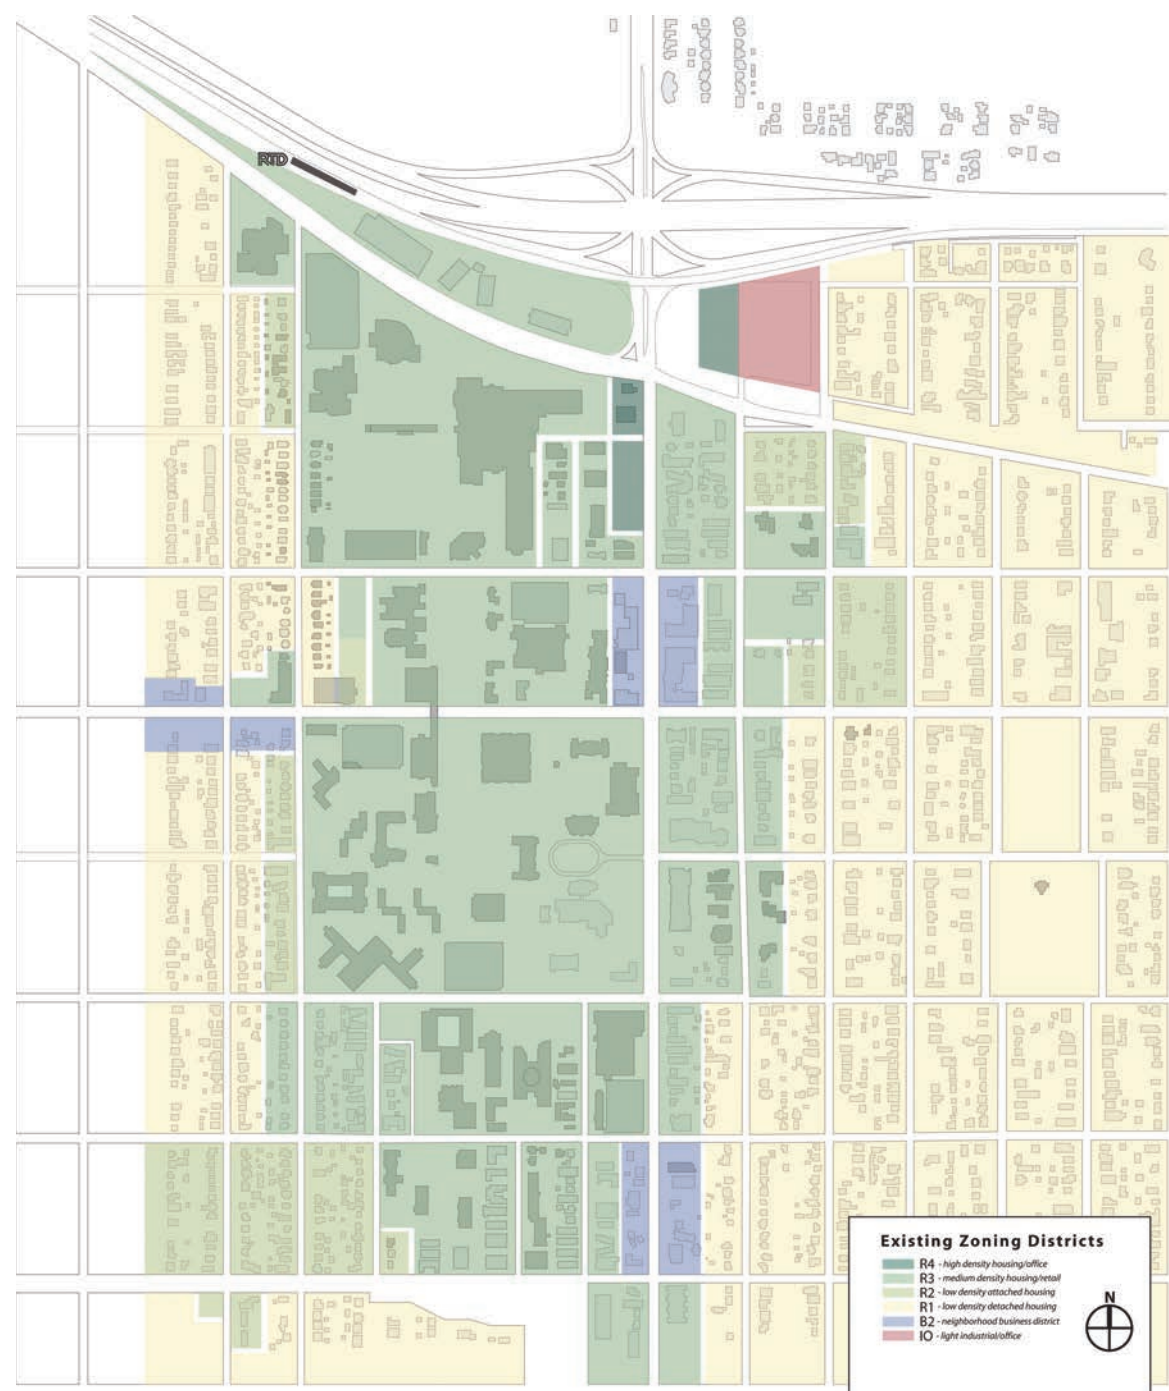 RTD
Existing Zoning Districts
R4 - high density housing/office
R3 - medium density housing/retail
R2 - low density attached housing
R1 - low density detached housing
B2 - neighborhood business district
IO - light industrial/office
N